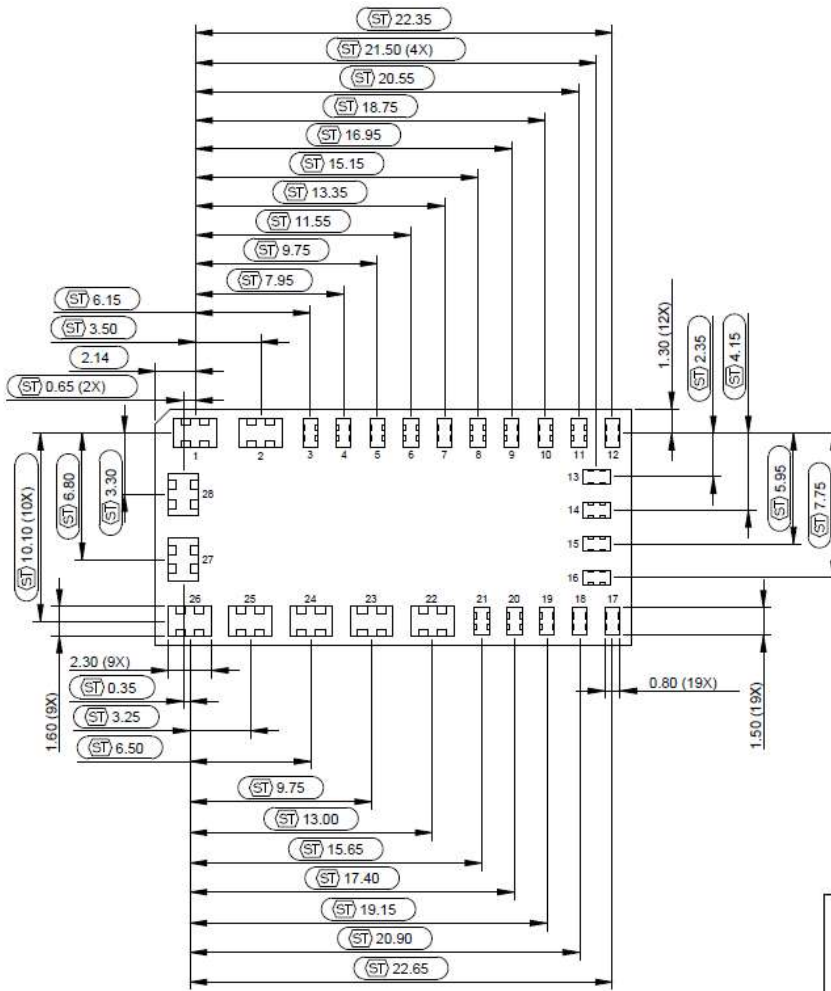 ST 22.35
ST 21.50 (4X)
ST 20.55
ST 18.75
ST 16.95
ST 15.15
ST 13.35
ST 11.55
ST 9.75
ST 7.95
ST 6.15
ST 3.50
2.14
ST 0.65 (2X)
1.30 (12X)
ST 2.35
ST 4.15
1 2 3 4 5 6 7 8 9 10 11 12
ST 10.10 (10X)
ST 6.80
ST 3.30
28
27
13
14
15
16
ST 5.95
ST 7.75
26 25 24 23 22 21 20 19 18 17
2.30 (9X)
1.60 (9X)
0.80 (19X)
1.50 (19X)
ST 0.35
ST 3.25
ST 6.50
ST 9.75
ST 13.00
ST 15.65
ST 17.40
ST 19.15
ST 20.90
ST 22.65